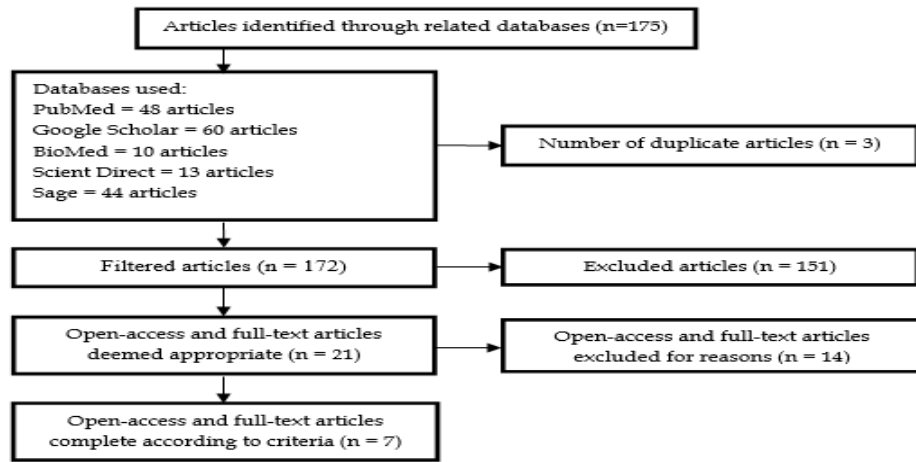 Articles identified through related databases (n=175)
Databases used:
PubMed = 48 articles
Google Scholar = 60 articles
BioMed = 10 articles
Scient Direct = 13 articles
Sage = 44 articles
Number of duplicate articles (n = 3)
Filtered articles (n = 172)
Excluded articles (n = 151)
Open-access and full-text articles
deemed appropriate (n = 21)
Open-access and full-text articles
excluded for reasons (n = 14)
Open-access and full-text articles
complete according to criteria (n = 7)